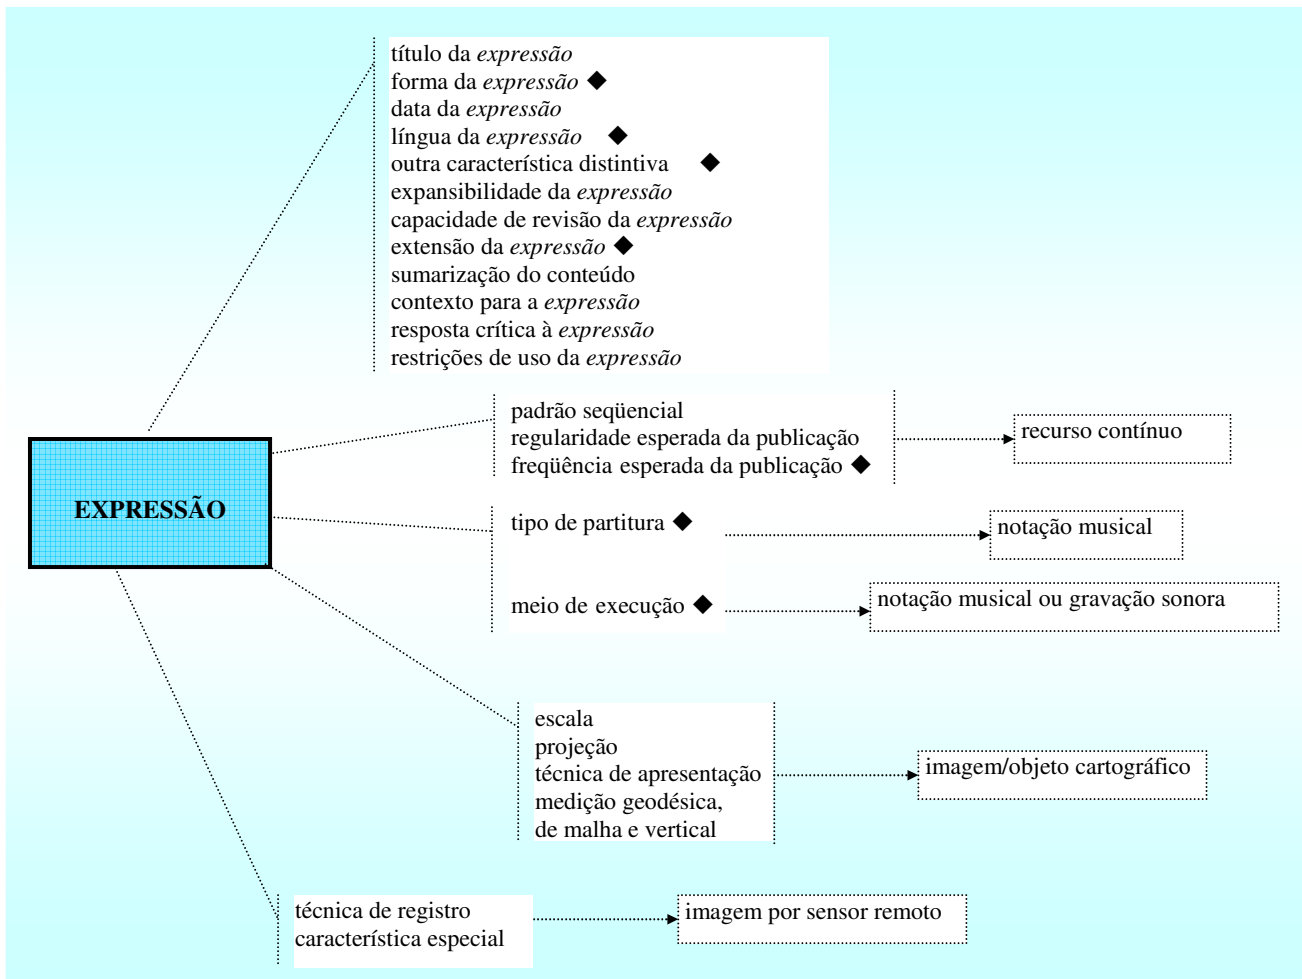 título da expressão
forma da expressão ◆
data da expressão
língua da expressão ◆
outra característica distintiva ◆
expansibilidade da expressão
capacidade de revisão da expressão
extensão da expressão ◆
sumarização do conteúdo
contexto para a expressão
resposta crítica à expressão
restrições de uso da expressão
padrão seqüencial
regularidade esperada da publicação
freqüência esperada da publicação ◆
recurso contínuo
EXPRESSÃO
tipo de partitura ◆
notação musical
meio de execução ◆
notação musical ou gravação sonora
escala
projeção
técnica de apresentação
medição geodésica,
de malha e vertical
imagem/objeto cartográfico
técnica de registro
característica especial
imagem por sensor remoto